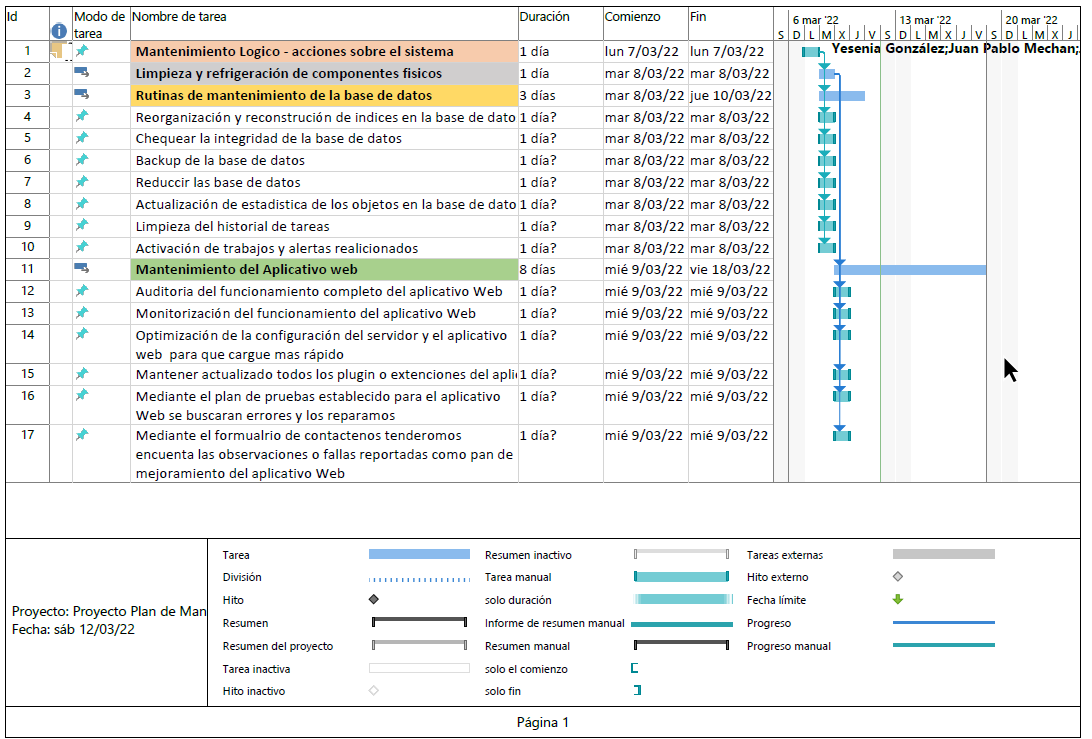 Id Modo de tarea Nombre de tarea Duración Comienzo Fin 6 mar '22 13 mar '22 20 mar '22
S D L M X J V S D L M X J V S D L M X J
1 Mantenimiento Logico - acciones sobre el sistema 1 día lun 7/03/22 lun 7/03/22 Yesenia González;Juan Pablo Mechan;
2 Limpieza y refrigeración de componentes fisicos 1 día mar 8/03/22 mar 8/03/22
3 Rutinas de mantenimiento de la base de datos 3 días mar 8/03/22 jue 10/03/22
4 Reorganización y reconstrución de indices en la base de dato 1 día? mar 8/03/22 mar 8/03/22
5 Chequear la integridad de la base de datos 1 día? mar 8/03/22 mar 8/03/22
6 Backup de la base de datos 1 día? mar 8/03/22 mar 8/03/22
7 Reduccir las base de datos 1 día? mar 8/03/22 mar 8/03/22
8 Actualización de estadistica de los objetos en la base de dato 1 día? mar 8/03/22 mar 8/03/22
9 Limpieza del historial de tareas 1 día? mar 8/03/22 mar 8/03/22
10 Activación de trabajos y alertas realicionados 1 día? mar 8/03/22 mar 8/03/22
11 Mantenimiento del Aplicativo web 8 días mié 9/03/22 vie 18/03/22
12 Auditoria del funcionamiento completo del aplicativo Web 1 día? mié 9/03/22 mié 9/03/22
13 Monitorización del funcionamiento del aplicativo Web 1 día? mié 9/03/22 mié 9/03/22
14 Optimización de la configuración del servidor y el aplicativo 1 día? mié 9/03/22 mié 9/03/22
web para que cargue mas rápido
15 Mantener actualizado todos los plugin o extenciones del apli 1 día? mié 9/03/22 mié 9/03/22
16 Mediante el plan de pruebas establecido para el aplicativo 1 día? mié 9/03/22 mié 9/03/22
Web se buscaran errores y los reparamos
17 Mediante el formualrio de contactenos tenderomos 1 día? mié 9/03/22 mié 9/03/22
encuenta las observaciones o fallas reportadas como pan de
mejoramiento del aplicativo Web
Proyecto: Proyecto Plan de Man
Fecha: sáb 12/03/22
Tarea
División
Hito
Resumen
Resumen del proyecto
Tarea inactiva
Hito inactivo
Resumen inactivo
Tarea manual
solo duración
Informe de resumen manual
Resumen manual
solo el comienzo
solo fin
Tareas externas
Hito externo
Fecha límite
Progreso
Progreso manual
Página 1